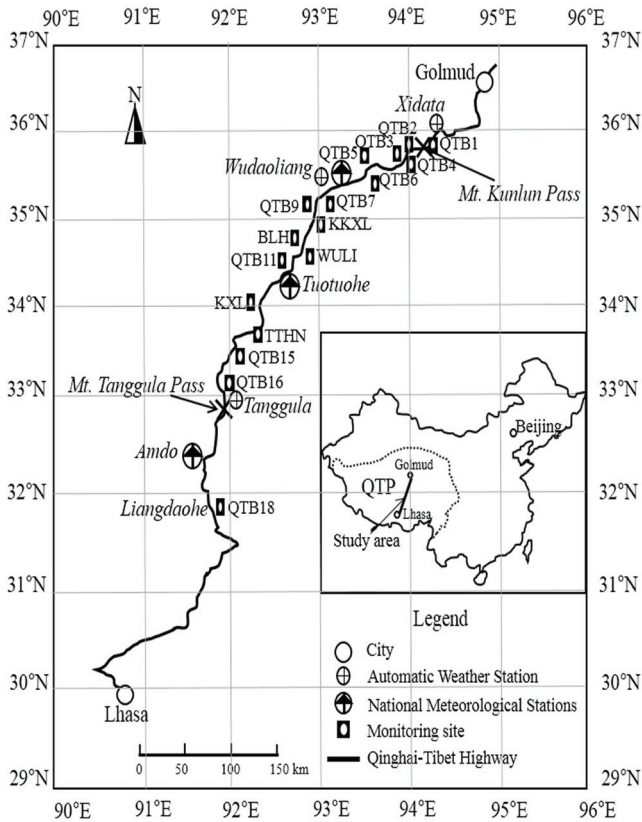 90°E 91°E 92°E 93°E 94°E 95°E 96°E
37°N 37°N
Golmud
N
Xidata
36°N 36°N
QTB2
QTB3 QTB1
QTB5
QTB4
Wudaoliang
QTB6
Mt. Kunlun Pass
QTB9 QTB7
35°N 35°N
KKXL
BLH
QTB11 WULI
Tuotuohe
34°N 34°N
KXL
TTHN
QTB15
Mt. Tanggula Pass QTB16
33°N 33°N
Tanggula
Beijing
Amdo
Golmud
QTP
32°N 32°N
Liangdaohe QTB18
Lhasa
Study area
31°N 31°N
Legend
City
Automatic Weather Station
30°N 30°N
National Meteorological Stations
Lhasa
Monitoring site
Qinghai-Tibet Highway
0 50 100 150 km
29°N 29°N
90°E 91°E 92°E 93°E 94°E 95°E 96°E